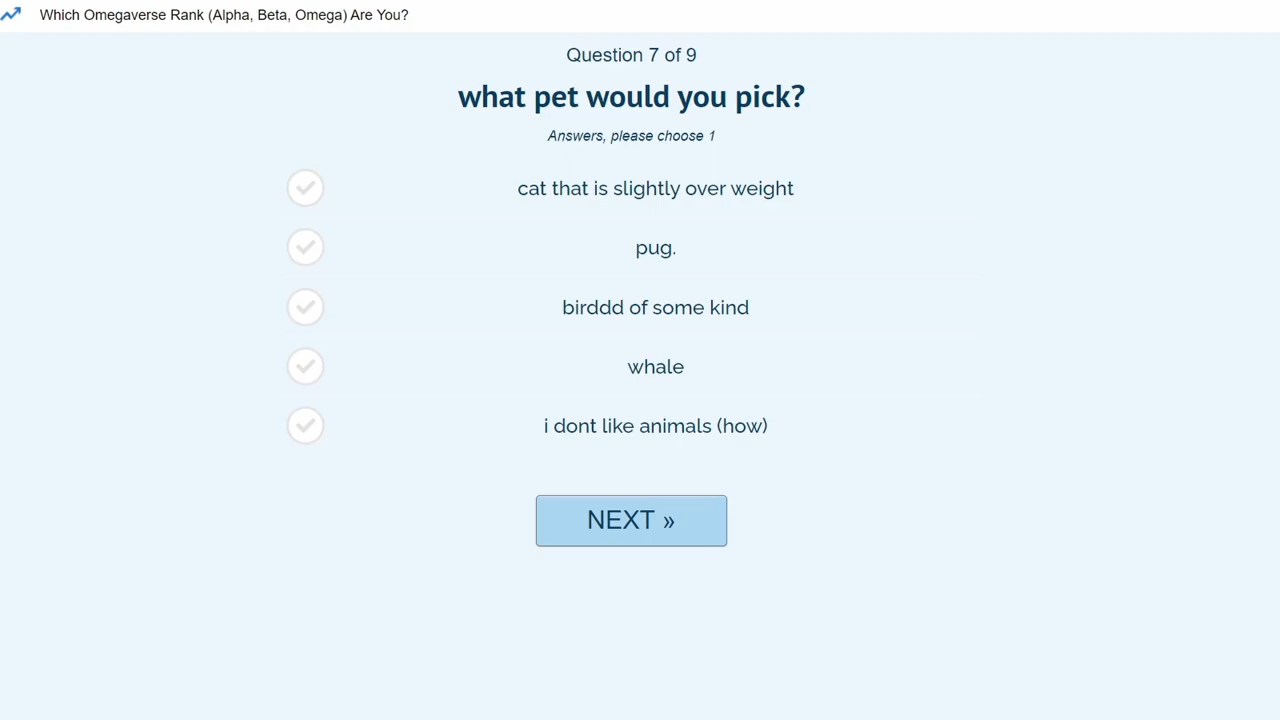 Which Omegaverse Rank (Alpha, Beta, Omega) Are You?
Question 7 of 9
what pet would you pick?
Answers, please choose 1
cat that is slightly over weight
pug.
birddd of some kind
whale
i dont like animals (how)
NEXT »